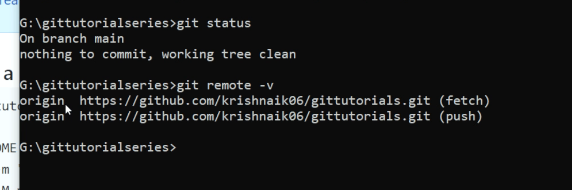 G:\gittutorialseries>git status
On branch main
nothing to commit, working tree clean
G:\gittutorialseries>git remote -v
origin  https://github.com/krishnaik06/gittutorials.git (fetch)
origin  https://github.com/krishnaik06/gittutorials.git (push)
G:\gittutorialseries>